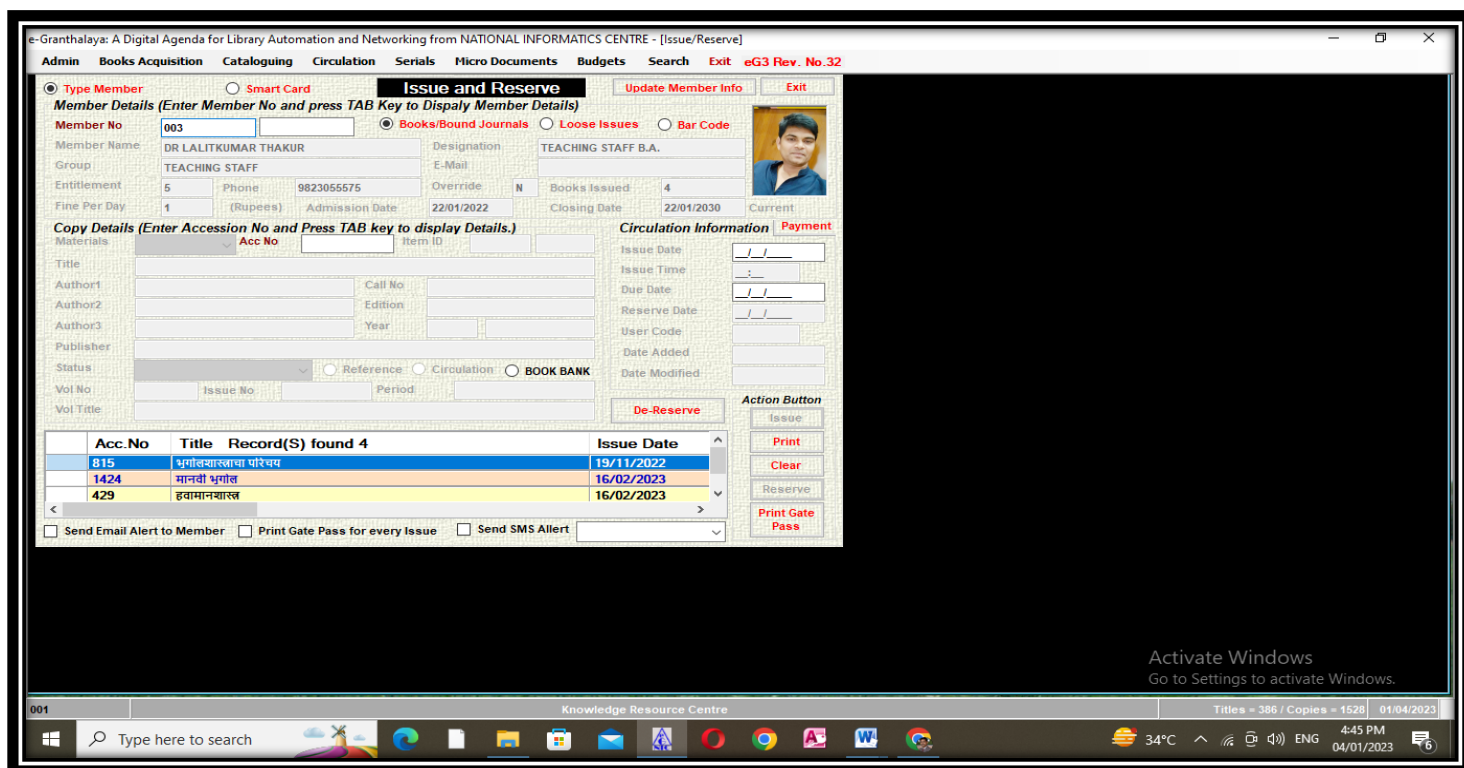 e-Granthalaya: A Digital Agenda for Library Automation and Networking from NATIONAL INFORMATICS CENTRE - [Issue/Reserve]
Admin Books Acquisition Cataloguing Circulation Serials Micro Documents Budgets Search Exit eG3 Rev. No.32
Type Member Smart Card Issue and Reserve Update Member Info Exit
Member Details (Enter Member No and press TAB Key to Dispaly Member Details)
Member No 003 Books/Bound Journals Loose Issues Bar Code
Member Name DR LALITKUMAR THAKUR Designation TEACHING STAFF B.A.
Group TEACHING STAFF E-Mail
Entitlement 5 Phone 9823055575 Override N Books Issued 4
Fine Per Day 1 (Rupees) Admission Date 22/01/2022 Closing Date 22/01/2030 Current
Copy Details (Enter Accession No and Press TAB key to display Details.) Circulation Information Payment
Materials Acc No Item ID Issue Date __/__/____
Title Issue Time __:__
Author1 Call No Due Date __/__/____
Author2 Edition Reserve Date __/__/____
Author3 Year User Code
Publisher Date Added
Status Reference Circulation BOOK BANK Date Modified
Vol No Issue No Period Action Button
Vol Title De-Reserve Issue
Acc.No Title Record(S) found 4 Issue Date Print
815 भूगोलशास्त्राचा परिचय 19/11/2022 Clear
1424 मानवी भूगोल 16/02/2023
429 हवामानशास्त्र 16/02/2023 Reserve
Print Gate Pass
Send Email Alert to Member Print Gate Pass for every Issue Send SMS Allert
Activate Windows
Go to Settings to activate Windows.
001 Knowledge Resource Centre Titles = 386 / Copies = 1528 01/04/2023
Type here to search 34°C ENG 4:45 PM
04/01/2023 6